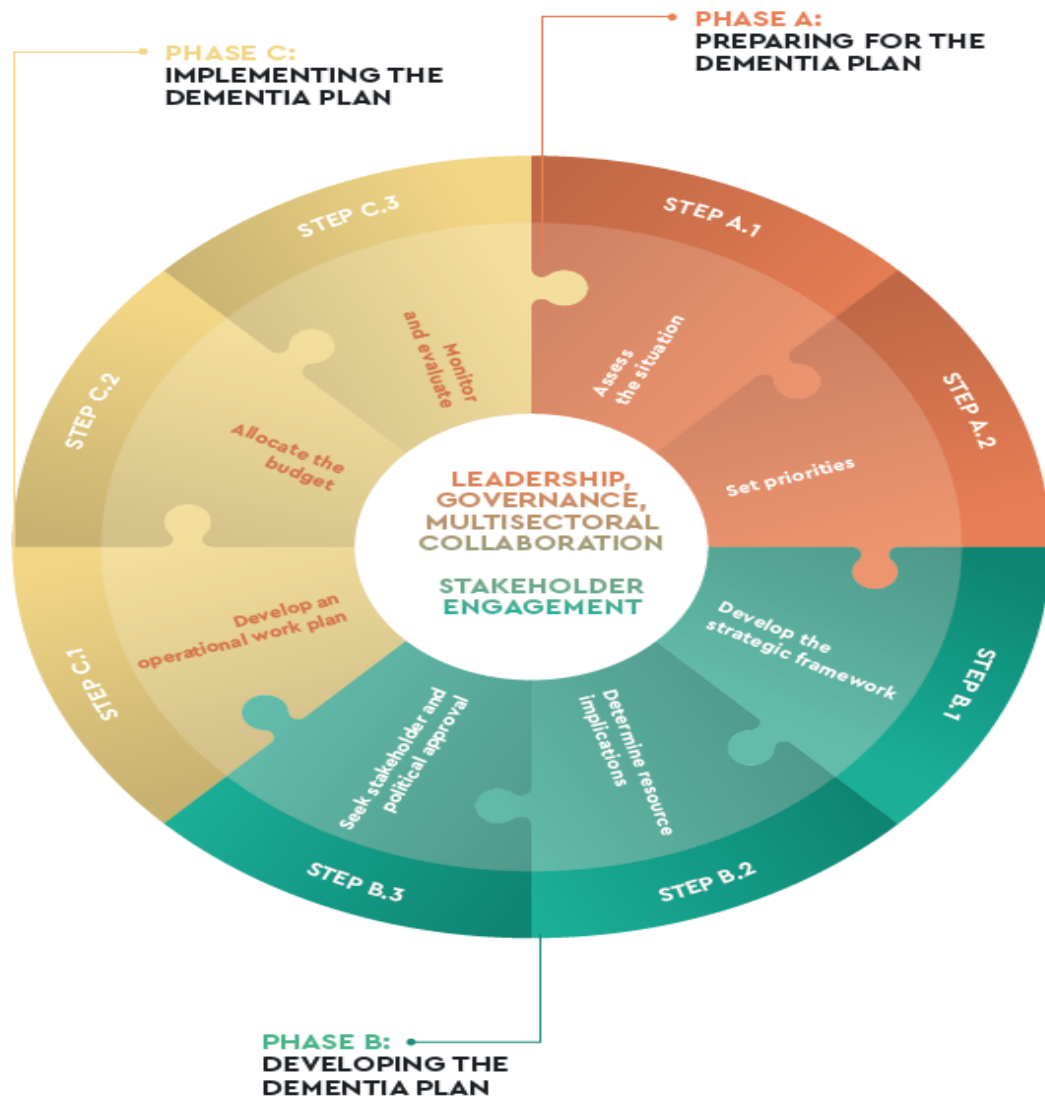 PHASE A:
PREPARING FOR THE
DEMENTIA PLAN
PHASE C:
IMPLEMENTING THE
DEMENTIA PLAN
STEP A.1
Assess
the situation
STEP A.2
Set priorities
STEP B.1
Develop the
strategic framework
STEP B.2
Determine resource
implications
STEP B.3
Seek stakeholder and
political approval
STEP C.1
Develop an
operational work plan
STEP C.2
Allocate the
budget
STEP C.3
Monitor
and evaluate
LEADERSHIP,
GOVERNANCE,
MULTISECTORAL
COLLABORATION
STAKEHOLDER
ENGAGEMENT
PHASE B:
DEVELOPING THE
DEMENTIA PLAN